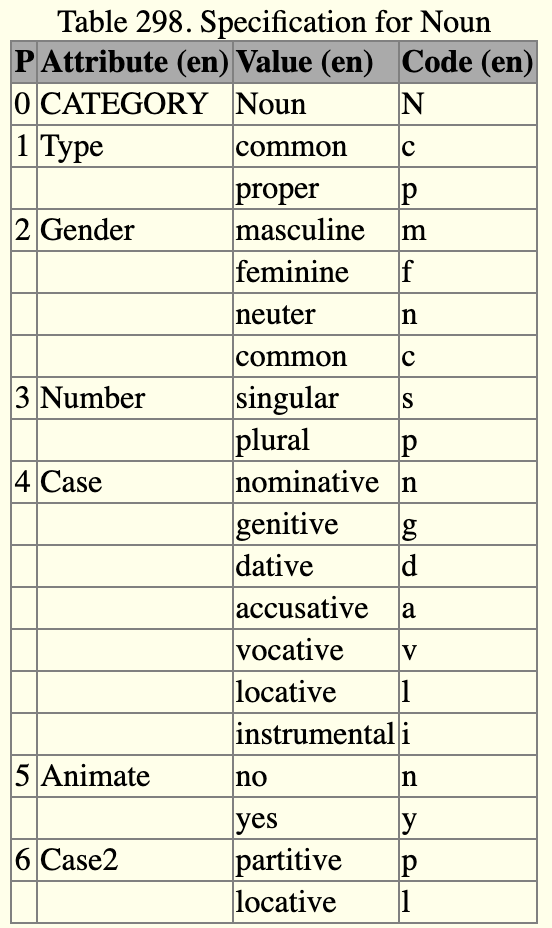 Table 298. Specification for Noun
P Attribute (en) Value (en) Code (en)
0 CATEGORY Noun N
1 Type common c
proper p
2 Gender masculine m
feminine f
neuter n
common c
3 Number singular s
plural p
4 Case nominative n
genitive g
dative d
accusative a
vocative v
locative l
instrumental i
5 Animate no n
yes y
6 Case2 partitive p
locative l